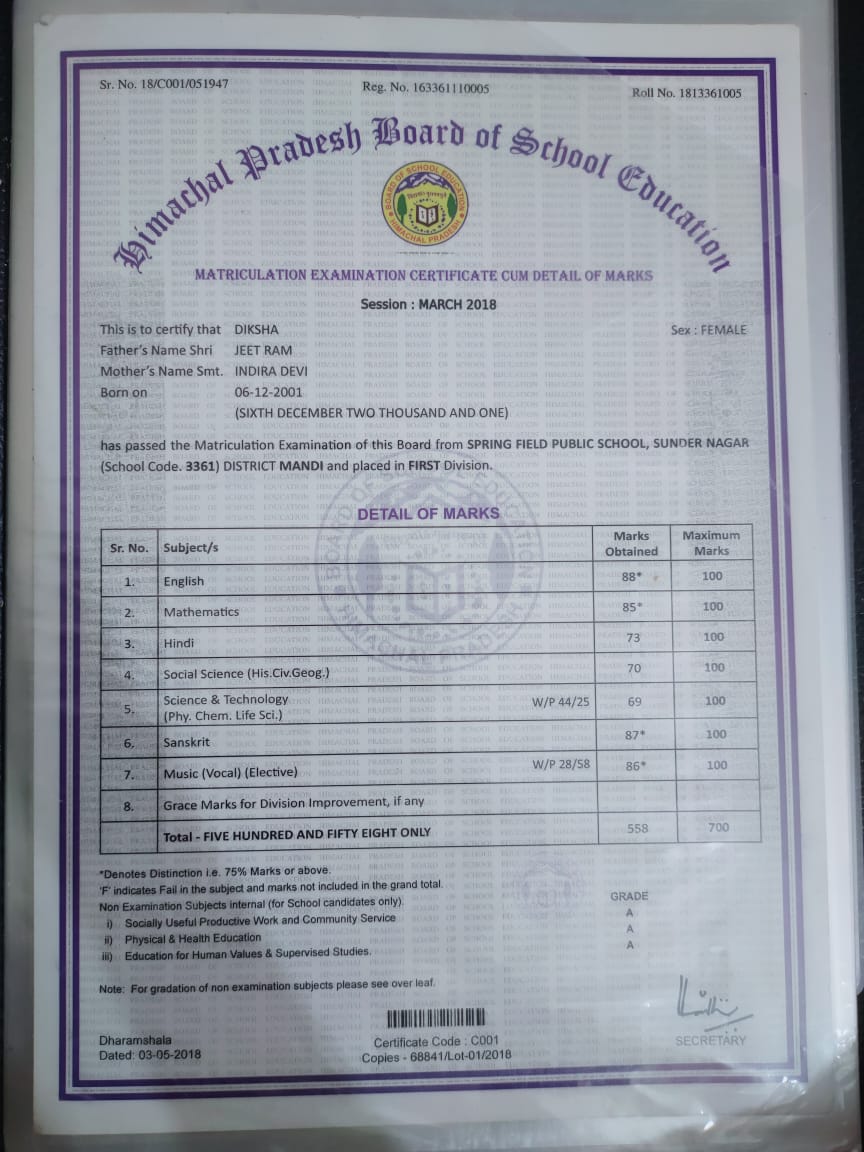 Sr. No. 18/C001/051947 Reg. No. 163361110005 Roll No. 1813361005
Himachal Pradesh Board of School Education
BOARD OF SCHOOL EDUCATION
HIMACHAL PRADESH
MATRICULATION EXAMINATION CERTIFICATE CUM DETAIL OF MARKS
Session : MARCH 2018
This is to certify that DIKSHA Sex : FEMALE
Father's Name Shri JEET RAM
Mother's Name Smt. INDIRA DEVI
Born on 06-12-2001
(SIXTH DECEMBER TWO THOUSAND AND ONE)
has passed the Matriculation Examination of this Board from SPRING FIELD PUBLIC SCHOOL, SUNDER NAGAR
(School Code. 3361) DISTRICT MANDI and placed in FIRST Division.
DETAIL OF MARKS
Sr. No. Subject/s Marks Obtained Maximum Marks
1. English 88* 100
2. Mathematics 85* 100
3. Hindi 73 100
4. Social Science (His.Civ.Geog.) 70 100
5. Science & Technology W/P 44/25 69 100
(Phy. Chem. Life Sci.)
6. Sanskrit 87* 100
7. Music (Vocal) (Elective) W/P 28/58 86* 100
8. Grace Marks for Division Improvement, if any
Total - FIVE HUNDRED AND FIFTY EIGHT ONLY 558 700
*Denotes Distinction i.e. 75% Marks or above.
'F' indicates Fail in the subject and marks not included in the grand total.
Non Examination Subjects internal (for School candidates only). GRADE
i) Socially Useful Productive Work and Community Service A
ii) Physical & Health Education A
iii) Education for Human Values & Supervised Studies. A
Note: For gradation of non examination subjects please see over leaf.
Dharamshala Certificate Code : C001 SECRETARY
Dated: 03-05-2018 Copies - 68841/Lot-01/2018